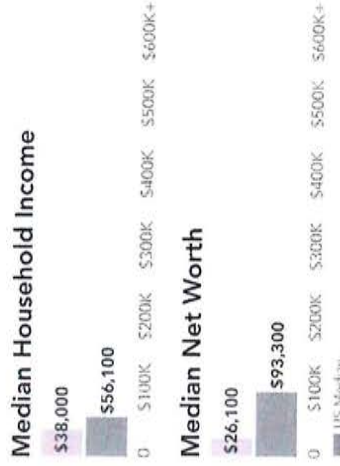 Median Household Income
$38,000
$56,100
0 $100K $200K $300K $400K $500K $600K+
Median Net Worth
$26,100
$93,300
0 $100K $200K $300K $400K $500K $600K+
US Median